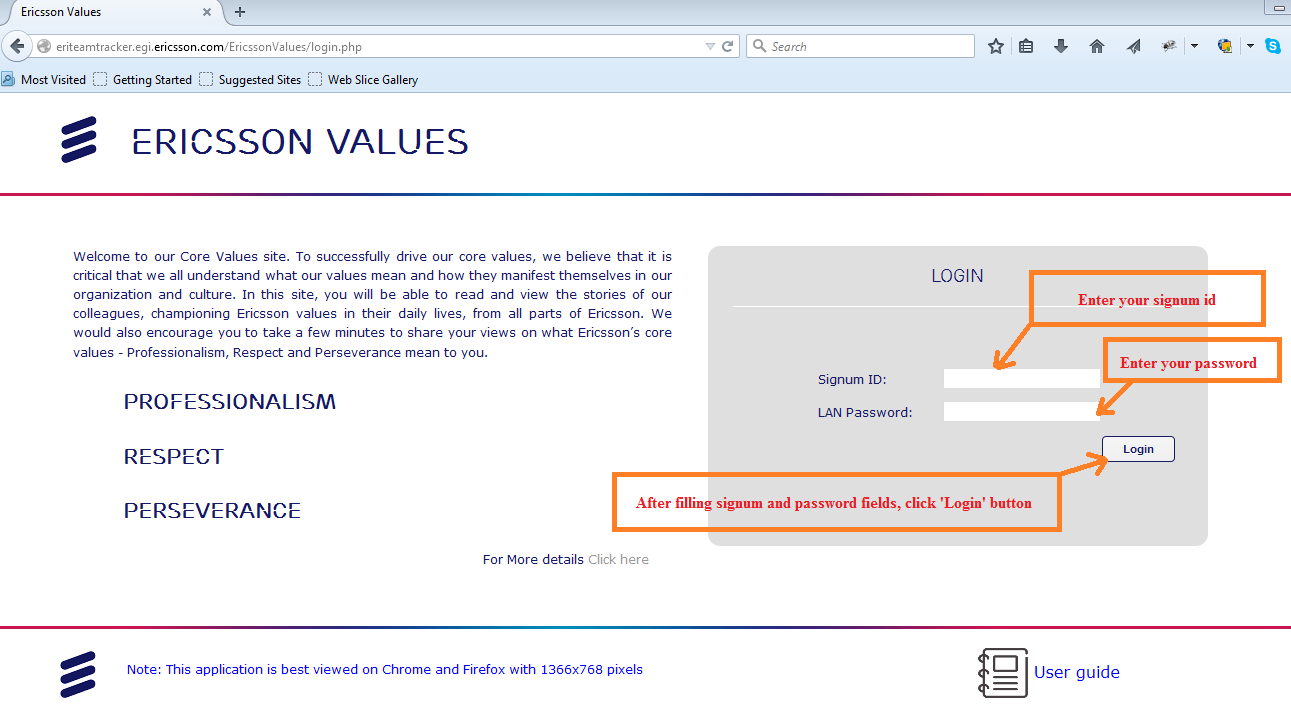 Ericsson Values
eriteamtracker.egi.ericsson.com/EricssonValues/login.php
Search
Most Visited
Getting Started
Suggested Sites
Web Slice Gallery
ERICSSON VALUES
Welcome to our Core Values site. To successfully drive our core values, we believe that it is
critical that we all understand what our values mean and how they manifest themselves in our
organization and culture. In this site, you will be able to read and view the stories of our
colleagues, championing Ericsson values in their daily lives, from all parts of Ericsson. We
would also encourage you to take a few minutes to share your views on what Ericsson’s core
values - Professionalism, Respect and Perseverance mean to you.
PROFESSIONALISM
RESPECT
PERSEVERANCE
For More details Click here
LOGIN
Enter your signum id
Enter your password
Signum ID:
LAN Password:
Login
After filling signum and password fields, click 'Login' button
Note: This application is best viewed on Chrome and Firefox with 1366x768 pixels
User guide